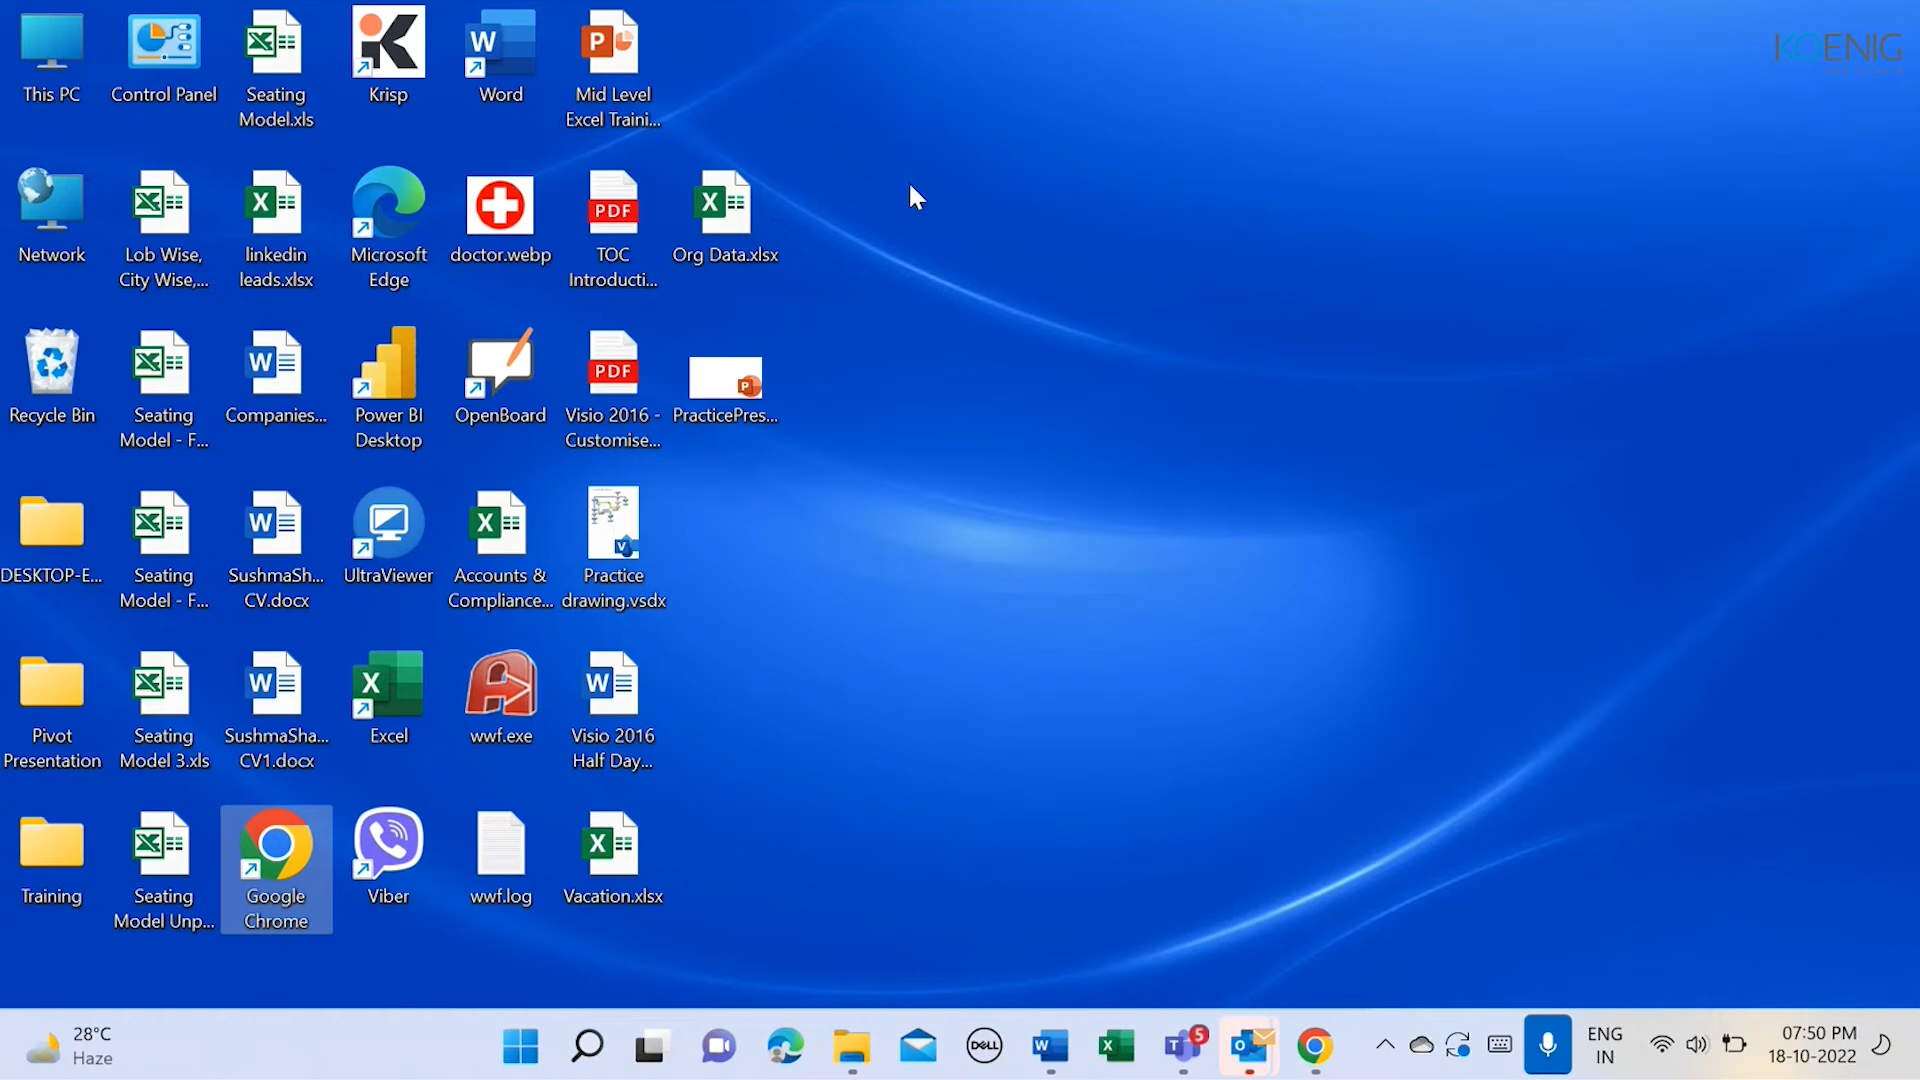 KOENIG
This PC
Control Panel
Seating
Model.xls
Krisp
Word
Mid Level
Excel Traini...
Network
Lob Wise,
City Wise,...
linkedin
leads.xlsx
Microsoft
Edge
doctor.webp
TOC
Introducti...
Org Data.xlsx
Recycle Bin
Seating
Model - F...
Companies...
Power BI
Desktop
OpenBoard
Visio 2016 -
Customise...
PracticePres...
DESKTOP-E...
Seating
Model - F...
SushmaSh...
CV.docx
UltraViewer
Accounts &
Compliance...
Practice
drawing.vsdx
Pivot
Presentation
Seating
Model 3.xls
SushmaSha...
CV1.docx
Excel
wwf.exe
Visio 2016
Half Day...
Training
Seating
Model Unp...
Google
Chrome
Viber
wwf.log
Vacation.xlsx
PDF
PDF
28°C
Haze
DELL
5
ENG
IN
07:50 PM
18-10-2022